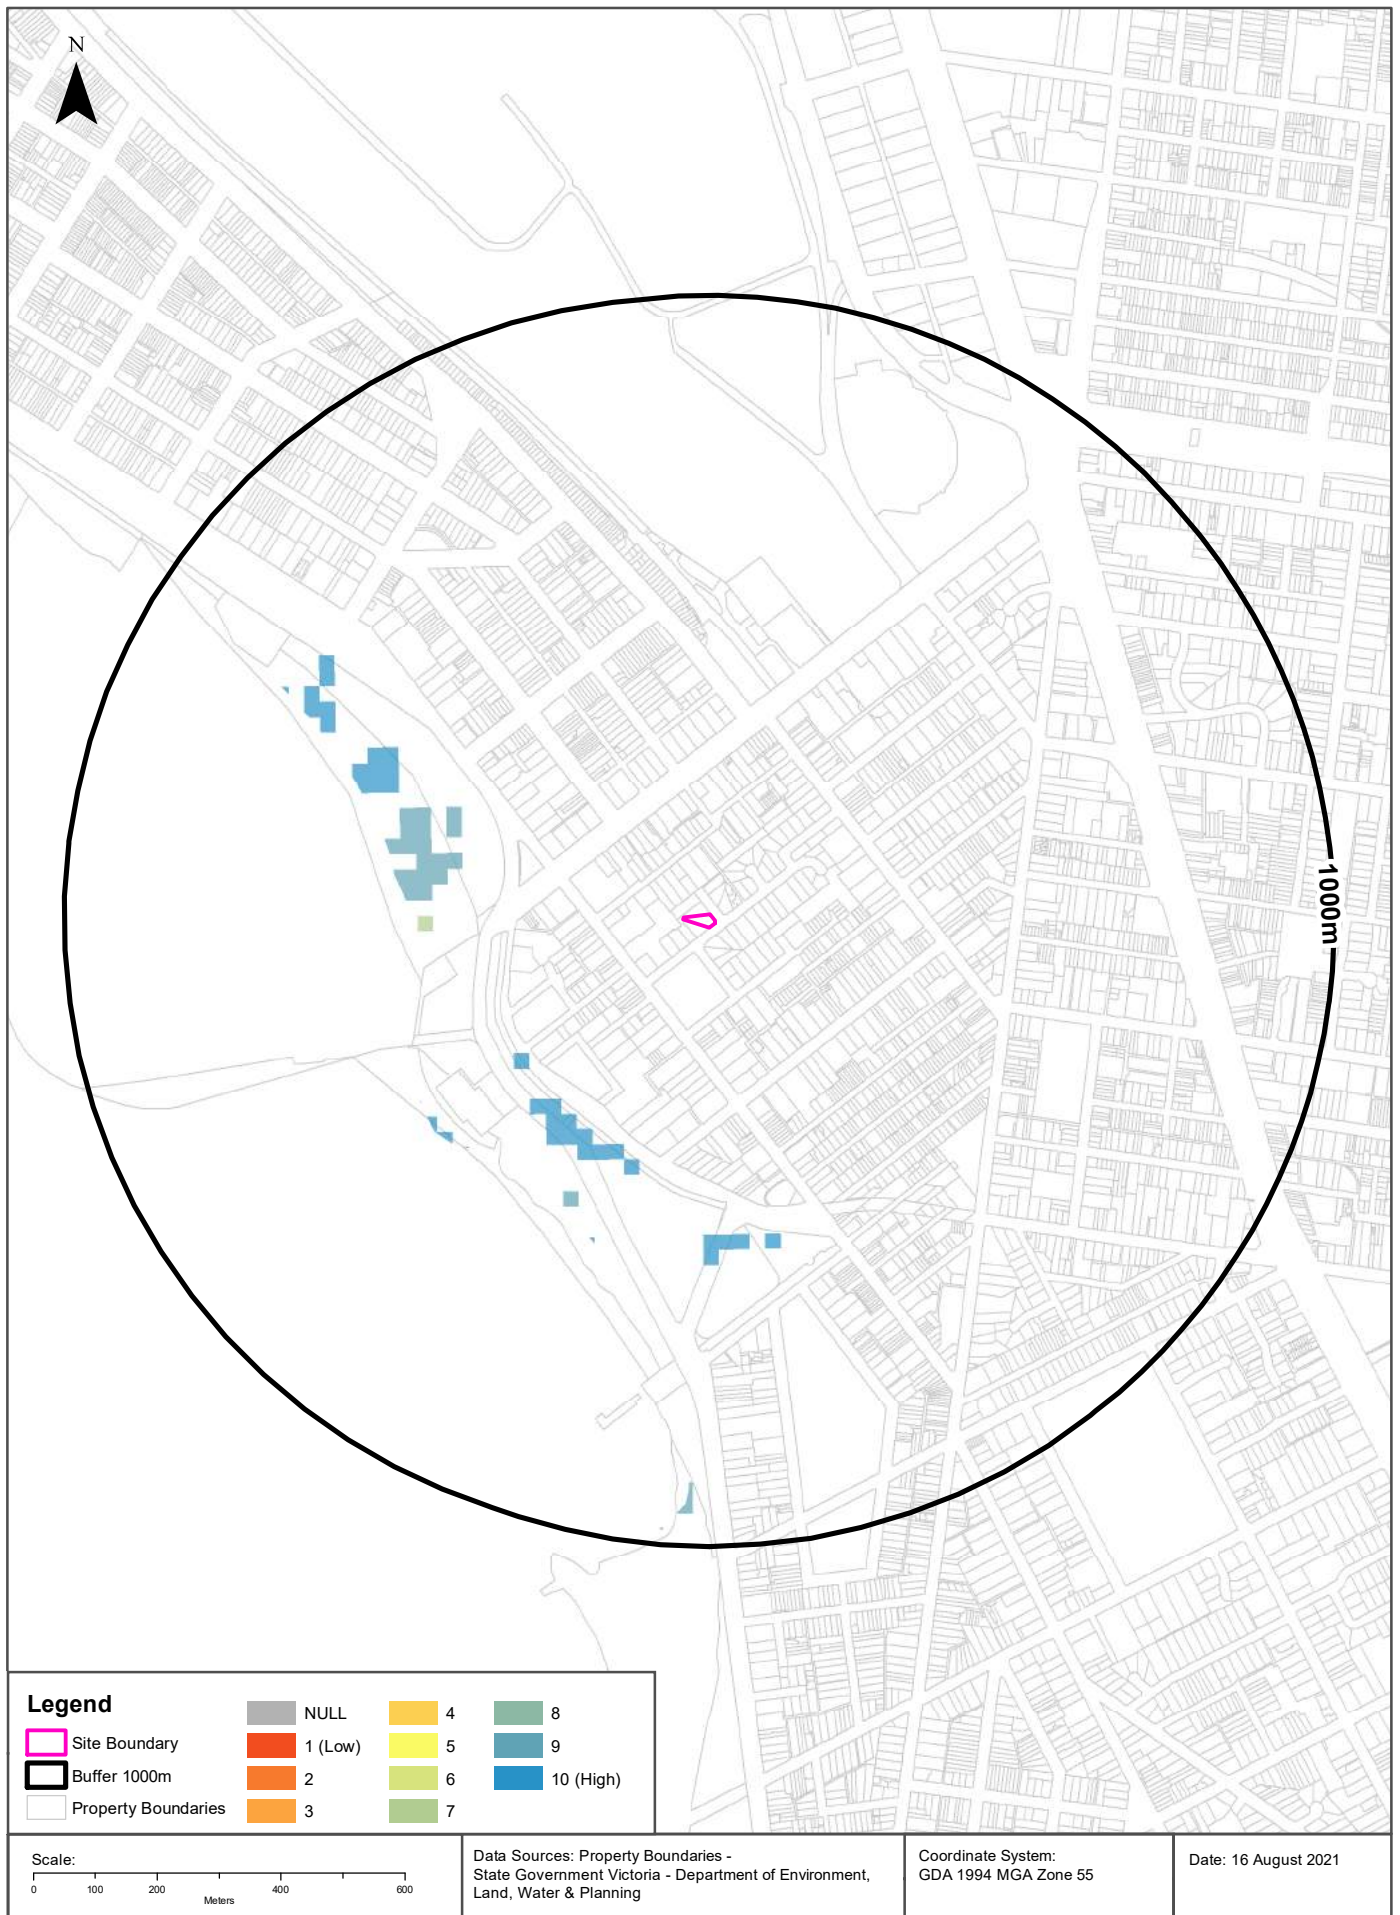 N
1000m
Legend
Site Boundary
Buffer 1000m
Property Boundaries
NULL
1 (Low)
2
3
4
5
6
7
8
9
10 (High)
Scale:
0 100 200 400 600
Meters
Data Sources: Property Boundaries -
State Government Victoria - Department of Environment,
Land, Water & Planning
Coordinate System:
GDA 1994 MGA Zone 55
Date: 16 August 2021